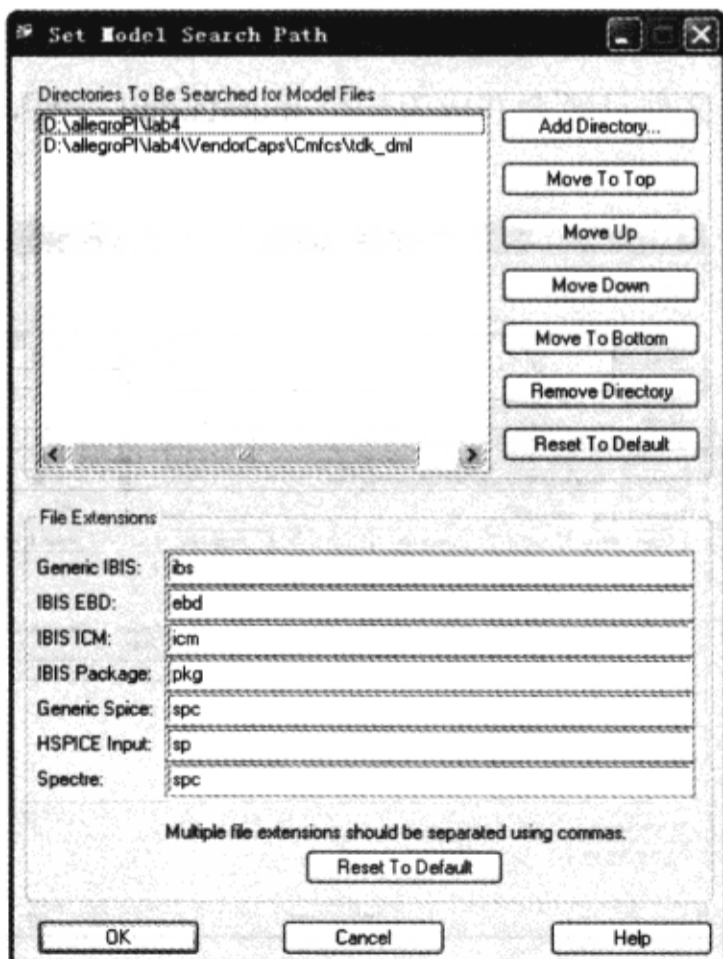 Set Model Search Path
Directories To Be Searched for Model Files
D:\allegroPI\lab4
D:\allegroPI\lab4\VendorCaps\Cmfcs\tdk_dml
Add Directory...
Move To Top
Move Up
Move Down
Move To Bottom
Remove Directory
Reset To Default
File Extensions
Generic IBIS: ibs
IBIS EBD: ebd
IBIS ICM: icm
IBIS Package: pkg
Generic Spice: spc
HSPICE Input: sp
Spectre: spc
Multiple file extensions should be separated using commas.
Reset To Default
OK Cancel Help